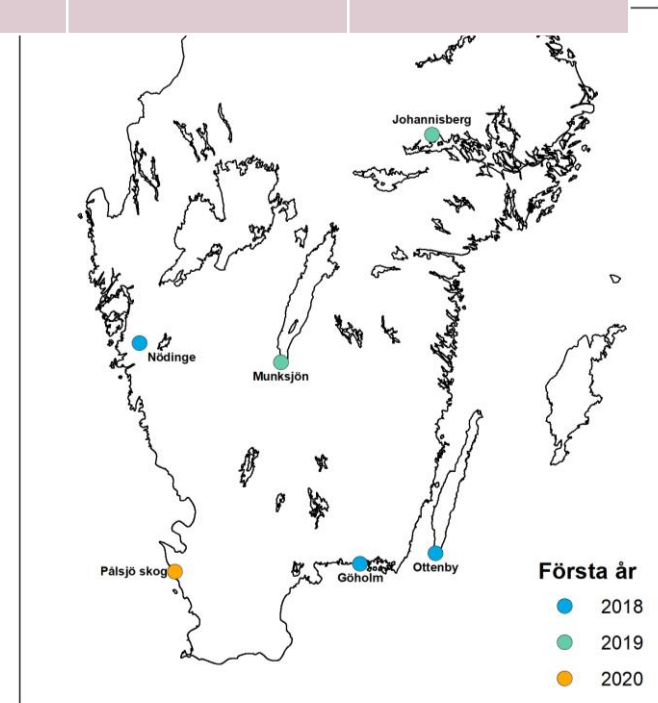 Johannisberg
Nödinge
Munksjön
Pålsjö skog
Göholm
Ottenby
Första år
2018
2019
2020